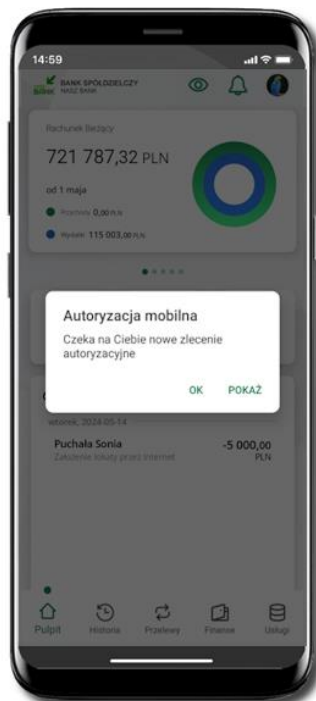 14:59
BANK SPÓŁDZIELCZY
NASZ BANK
Rachunek Bieżący
721 787,32 PLN
od 1 maja
Przychody 0,00 PLN
Wydatki 115 003,00 PLN
Autoryzacja mobilna
Czeka na Ciebie nowe zlecenie
autoryzacyjne
OK POKAŻ
wtorek, 2024-05-14
Puchała Sonia -5 000,00
Założenie lokaty przez Internet PLN
Pulpit Historia Przelewy Finanse Usługi